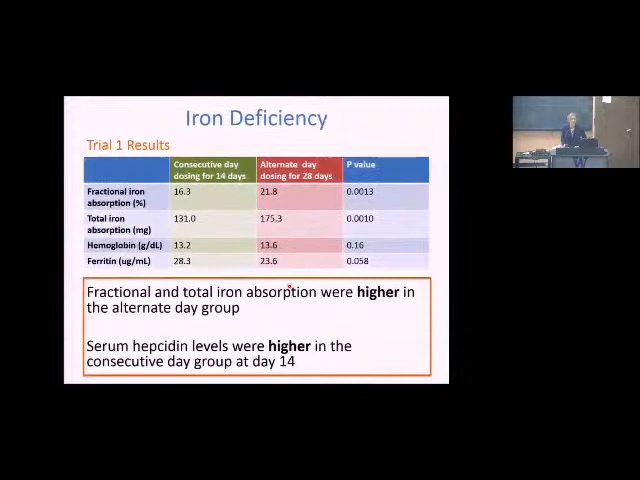 Iron Deficiency
Trial 1 Results
Consecutive day dosing for 14 days
Alternate day dosing for 28 days
P value
Fractional iron absorption (%) 16.3 21.8 0.0013
Total iron absorption (mg) 131.0 175.3 0.0010
Hemoglobin (g/dL) 13.2 13.6 0.16
Ferritin (ug/mL) 28.3 23.6 0.058
Fractional and total iron absorption were higher in
the alternate day group
Serum hepcidin levels were higher in the
consecutive day group at day 14
W